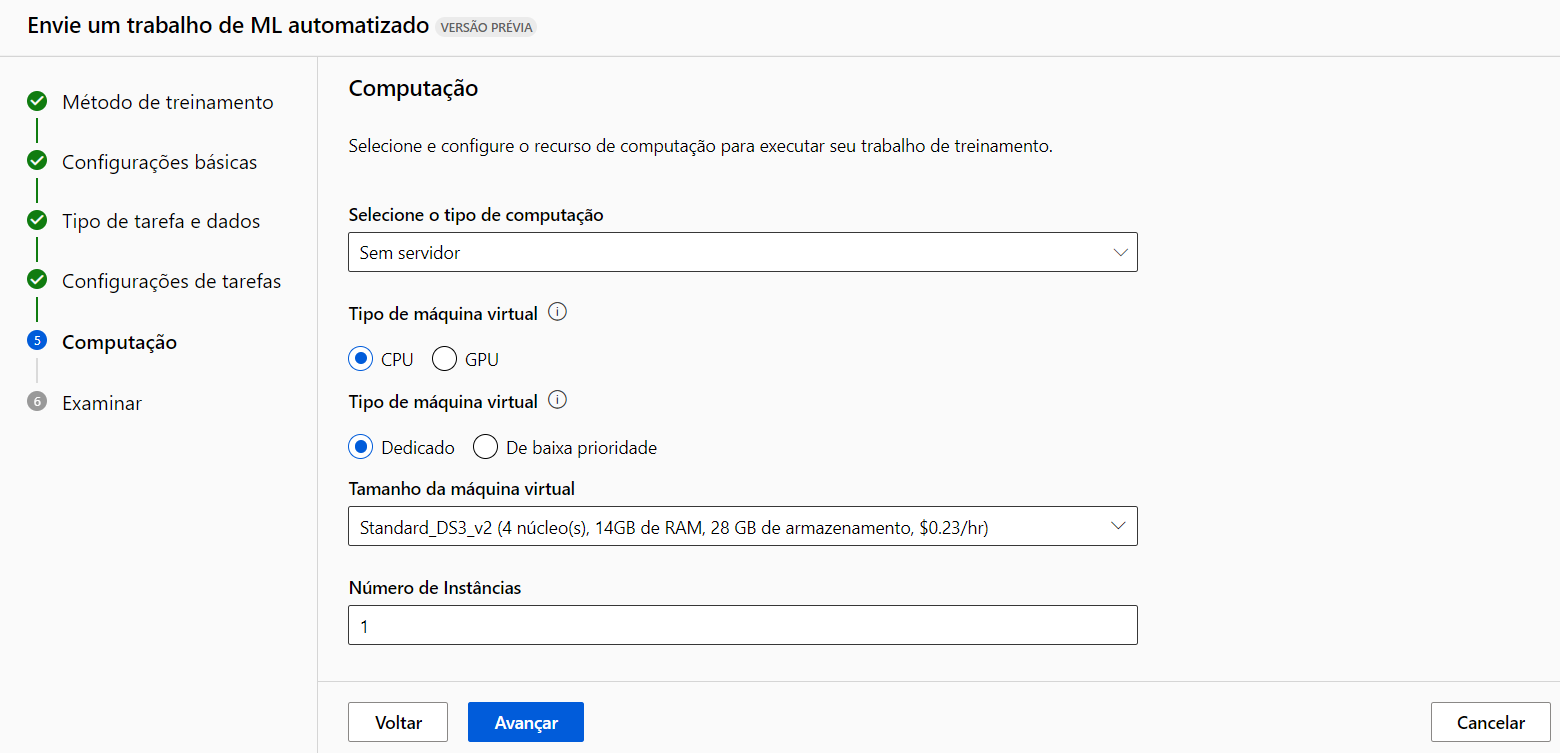 Envie um trabalho de ML automatizado VERSÃO PRÉVIA
Método de treinamento
Configurações básicas
Tipo de tarefa e dados
Configurações de tarefas
5 Computação
6 Examinar
Computação
Selecione e configure o recurso de computação para executar seu trabalho de treinamento.
Selecione o tipo de computação
Sem servidor
Tipo de máquina virtual
CPU GPU
Tipo de máquina virtual
Dedicado De baixa prioridade
Tamanho da máquina virtual
Standard_DS3_v2 (4 núcleo(s), 14GB de RAM, 28 GB de armazenamento, $0.23/hr)
Número de Instâncias
1
Voltar Avançar Cancelar